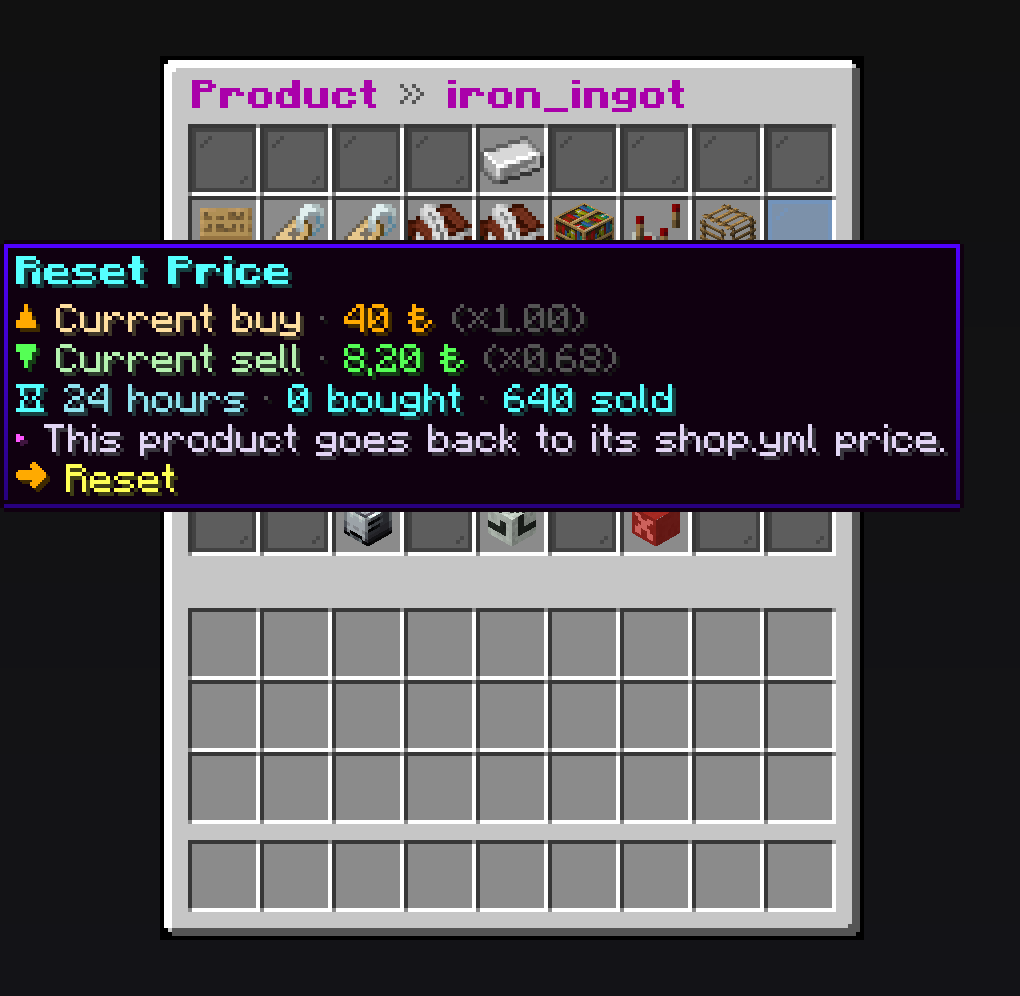 Product » iron_ingot
Reset Price
▲ Current buy · 40 ₺ (×1.00)
▼ Current sell · 8,20 ₺ (×0.68)
⌛ 24 hours · 0 bought · 640 sold
▸ This product goes back to its shop.yml price.
➡ Reset